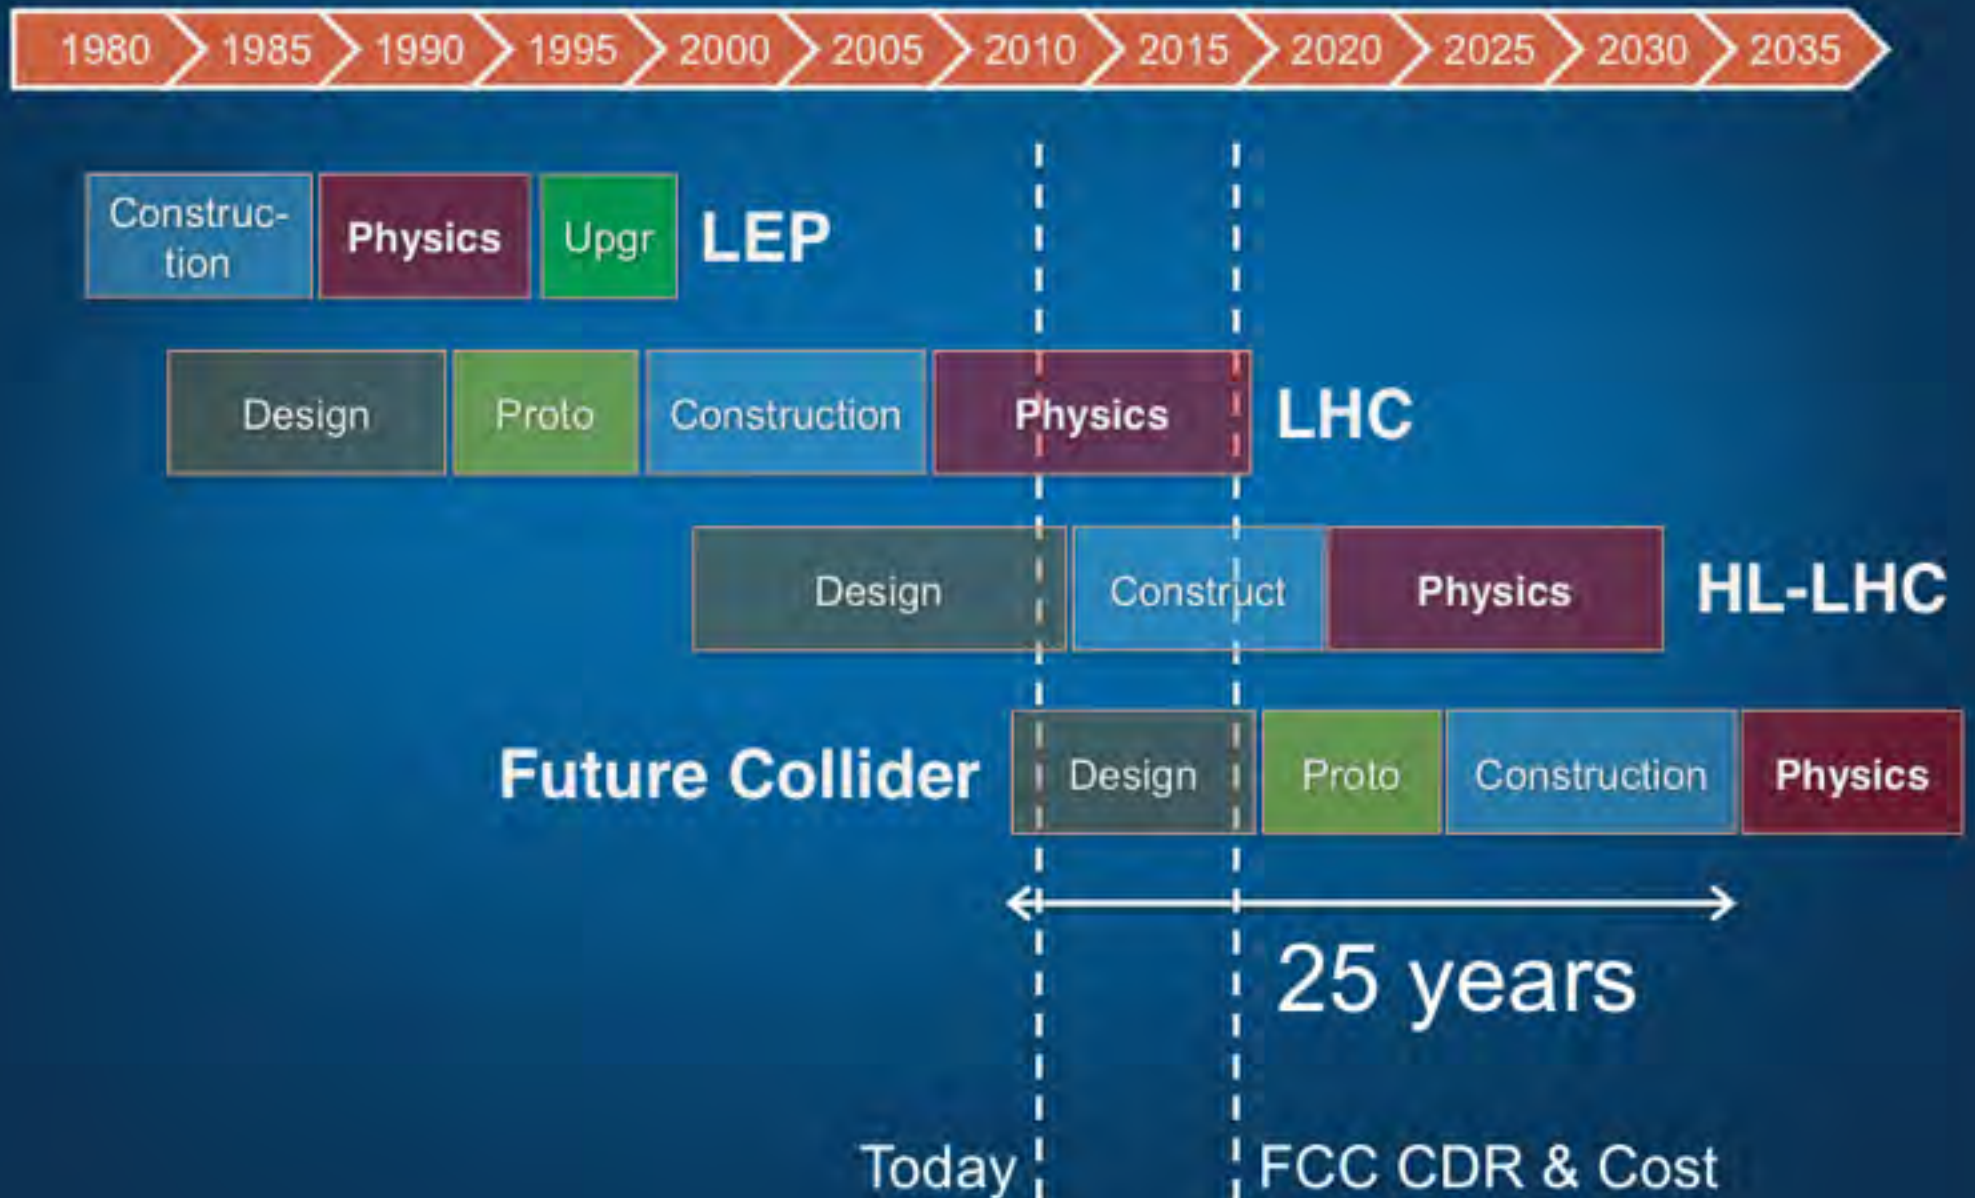 1980 1985 1990 1995 2000 2005 2010 2015 2020 2025 2030 2035
Construc-
tion
Physics Upgr LEP
Design Proto Construction Physics LHC
Design Construct Physics HL-LHC
Future Collider Design Proto Construction Physics
25 years
Today FCC CDR & Cost